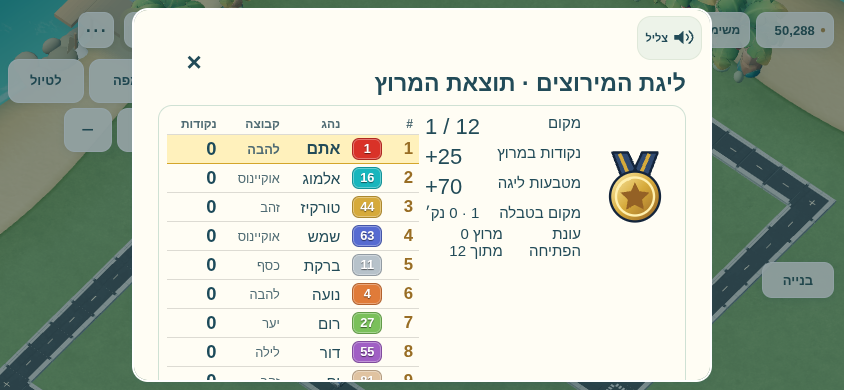 צליל
×
ליגת המירוצים · תוצאת המרוץ
מקום 1 / 12
נקודות במרוץ +25
מטבעות ליגה +70
מקום בטבלה 1 · 0 נק׳
עונת הפתיחה מרוץ 0 מתוך 12
# נהג קבוצה נקודות
1 1 אתם להבה 0
2 16 אלמוג אוקיינוס 0
3 44 טורקיז זהב 0
4 63 שמש אוקיינוס 0
5 11 ברקת כסף 0
6 4 נועה להבה 0
7 27 רום יער 0
8 55 דור לילה 0
50,288
לטיול
בנייה